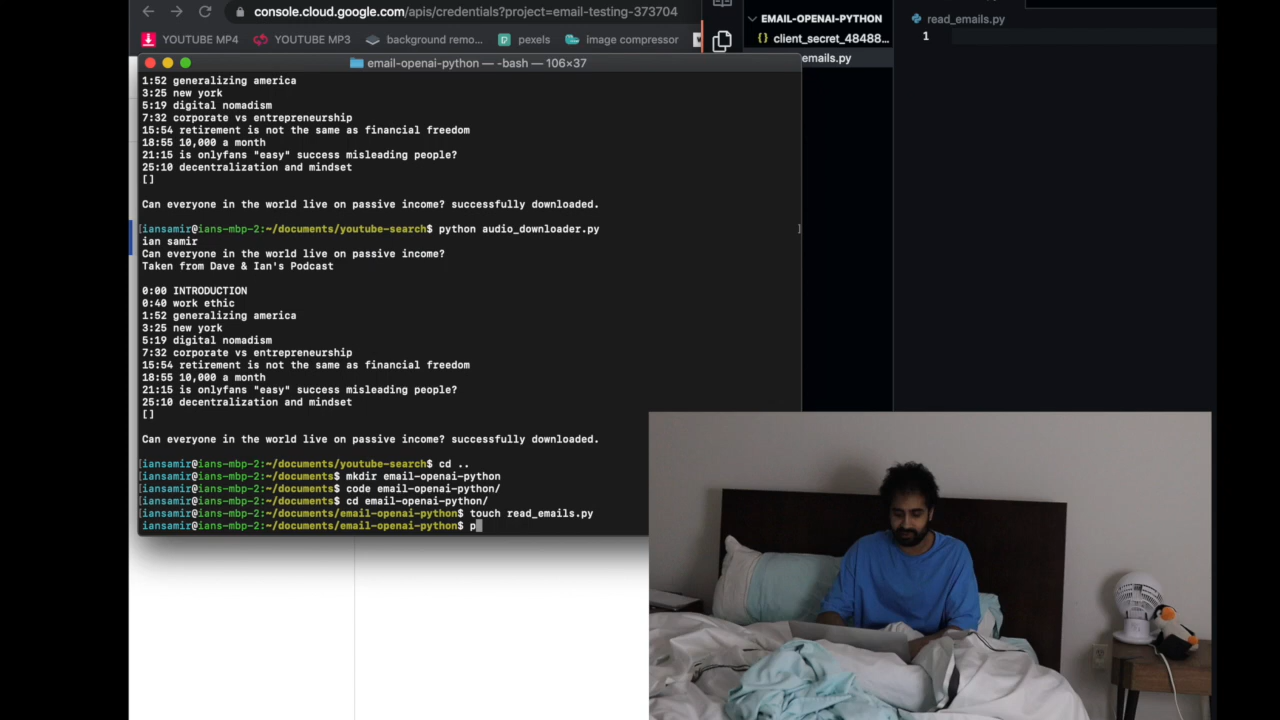 console.cloud.google.com/apis/credentials?project=email-testing-373704
YOUTUBE MP4 YOUTUBE MP3 background remo... pexels image compressor
EMAIL-OPENAI-PYTHON
{} client_secret_48488...
emails.py
read_emails.py
1
email-openai-python — -bash — 106×37
1:52 generalizing america
3:25 new york
5:19 digital nomadism
7:32 corporate vs entrepreneurship
15:54 retirement is not the same as financial freedom
18:55 10,000 a month
21:15 is onlyfans "easy" success misleading people?
25:10 decentralization and mindset
[]
Can everyone in the world live on passive income? successfully downloaded.
[iansamir@ians-mbp-2:~/documents/youtube-search$ python audio_downloader.py ]
ian samir
Can everyone in the world live on passive income?
Taken from Dave & Ian's Podcast
0:00 INTRODUCTION
0:40 work ethic
1:52 generalizing america
3:25 new york
5:19 digital nomadism
7:32 corporate vs entrepreneurship
15:54 retirement is not the same as financial freedom
18:55 10,000 a month
21:15 is onlyfans "easy" success misleading people?
25:10 decentralization and mindset
[]
Can everyone in the world live on passive income? successfully downloaded.
[iansamir@ians-mbp-2:~/documents/youtube-search$ cd ..
[iansamir@ians-mbp-2:~/documents$ mkdir email-openai-python
[iansamir@ians-mbp-2:~/documents$ code email-openai-python/
[iansamir@ians-mbp-2:~/documents$ cd email-openai-python/
[iansamir@ians-mbp-2:~/documents/email-openai-python$ touch read_emails.py
iansamir@ians-mbp-2:~/documents/email-openai-python$ p